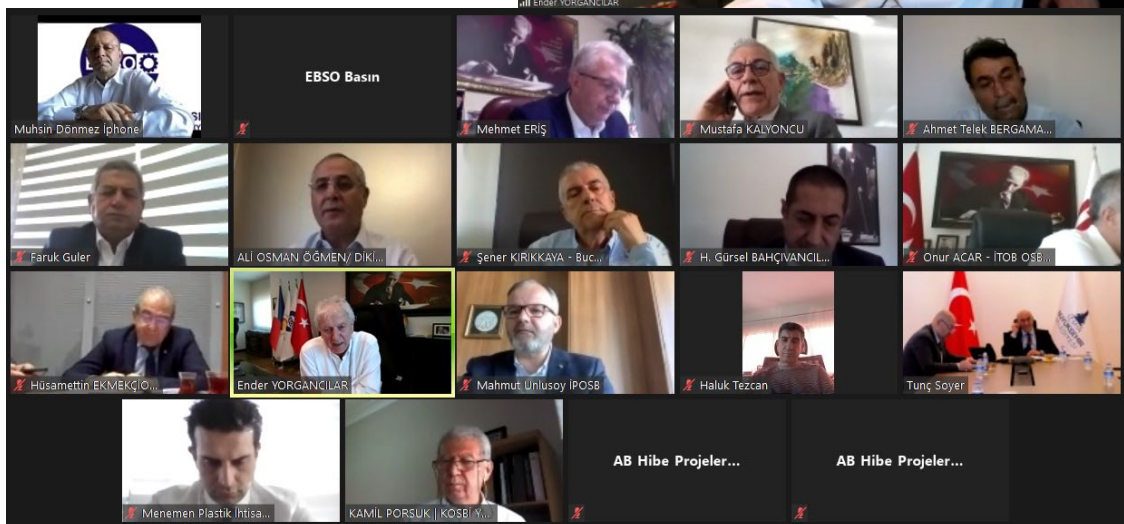 Ender YORGANCILAR
Muhsin Dönmez İphone
EBSO Basın
Mehmet ERİŞ
Mustafa KALYONCU
Ahmet Telek BERGAMA...
Faruk Guler
ALİ OSMAN ÖĞMEN/ DİKİ...
Şener KIRIKKAYA - Buc...
H. Gürsel BAHÇIVANCIL...
Onur ACAR - İTOB OSB...
Hüsamettin EKMEKÇİO...
Ender YORGANCILAR
Mahmut Unlusoy İPOSB
Haluk Tezcan
Tunç Soyer
Menemen Plastik İhtisa...
KAMİL PORSUK | KOSBİ Y...
AB Hibe Projeler...
AB Hibe Projeler...